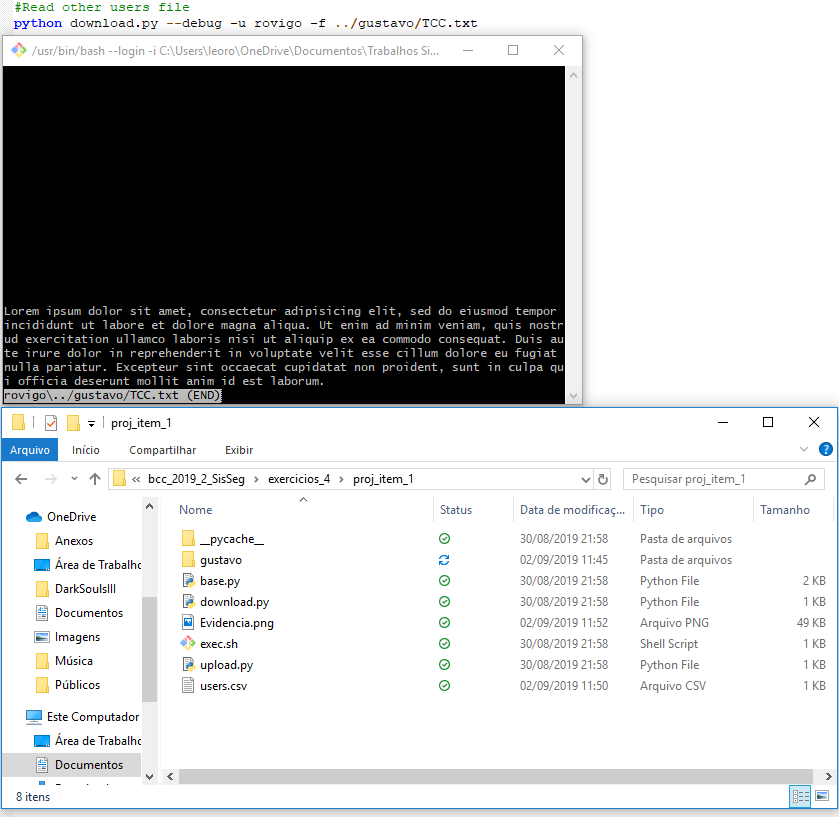 #Read other users file
python download.py --debug -u rovigo -f ../gustavo/TCC.txt
/usr/bin/bash --login -i C:\Users\leoro\OneDrive\Documentos\Trabalhos Si...
Lorem ipsum dolor sit amet, consectetur adipisicing elit, sed do eiusmod tempor
incididunt ut labore et dolore magna aliqua. Ut enim ad minim veniam, quis nostr
ud exercitation ullamco laboris nisi ut aliquip ex ea commodo consequat. Duis au
te irure dolor in reprehenderit in voluptate velit esse cillum dolore eu fugiat
nulla pariatur. Excepteur sint occaecat cupidatat non proident, sunt in culpa qu
i officia deserunt mollit anim id est laborum.
rovigo\../gustavo/TCC.txt (END)
proj_item_1
Arquivo Início Compartilhar Exibir
« bcc_2019_2_SisSeg > exercicios_4 > proj_item_1 Pesquisar proj_item_1
OneDrive
Anexos
Área de Trabalho
DarkSoulsIII
Documentos
Imagens
Música
Públicos
Este Computador
Área de Trabalho
Documentos
Nome Status Data de modificaç... Tipo Tamanho
__pycache__ 30/08/2019 21:58 Pasta de arquivos
gustavo 02/09/2019 11:45 Pasta de arquivos
base.py 30/08/2019 21:58 Python File 2 KB
download.py 30/08/2019 21:58 Python File 1 KB
Evidencia.png 02/09/2019 11:52 Arquivo PNG 49 KB
exec.sh 30/08/2019 21:58 Shell Script 1 KB
upload.py 30/08/2019 21:58 Python File 1 KB
users.csv 02/09/2019 11:50 Arquivo CSV 1 KB
8 itens